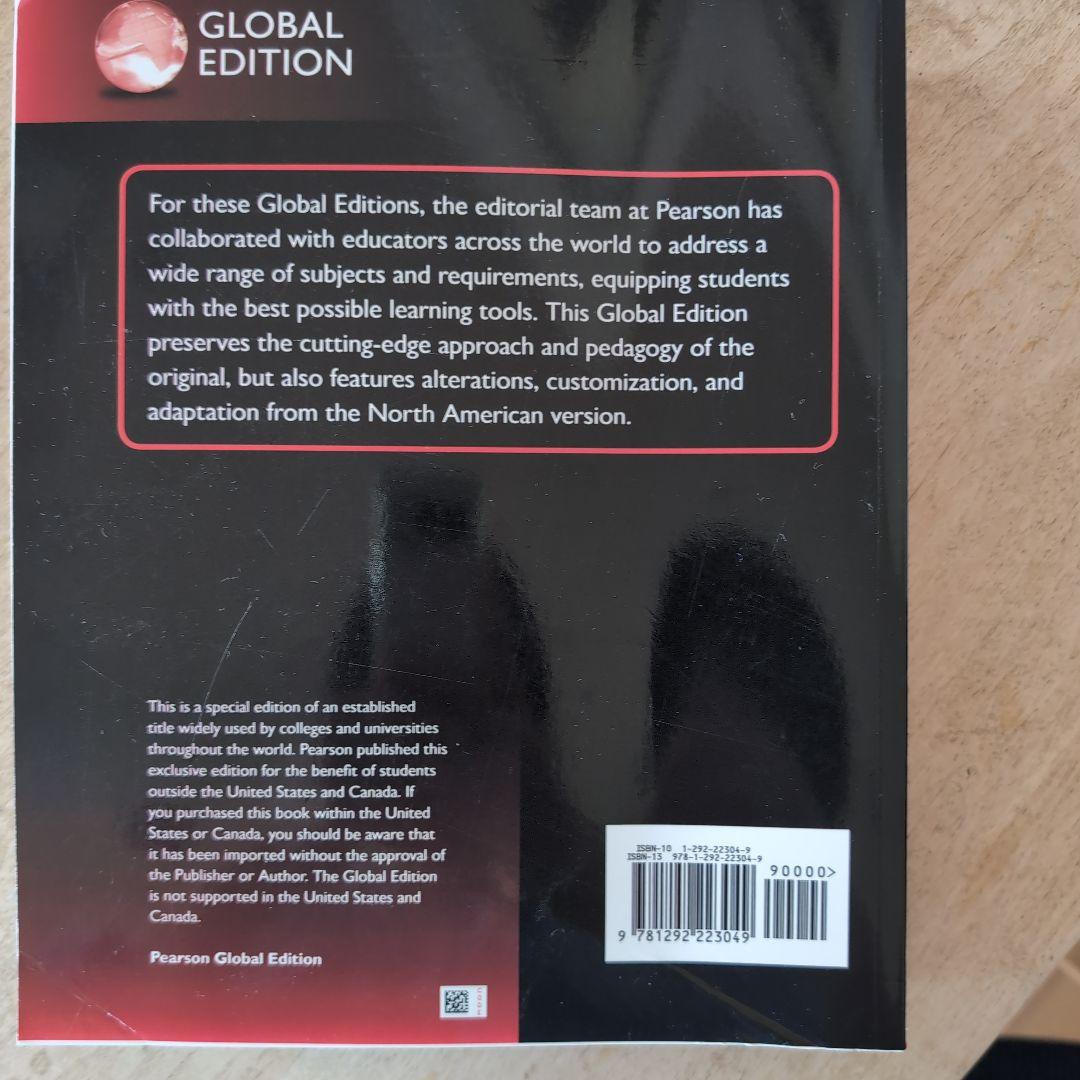 GLOBAL
EDITION
For these Global Editions, the editorial team at Pearson has
collaborated with educators across the world to address a
wide range of subjects and requirements, equipping students
with the best possible learning tools. This Global Edition
preserves the cutting-edge approach and pedagogy of the
original, but also features alterations, customization, and
adaptation from the North American version.
This is a special edition of an established
title widely used by colleges and universities
throughout the world. Pearson published this
exclusive edition for the benefit of students
outside the United States and Canada. If
you purchased this book within the United
States or Canada, you should be aware that
it has been imported without the approval of
the Publisher or Author. The Global Edition
is not supported in the United States and
Canada.
Pearson Global Edition
ISBN-10 1-292-22304-9
ISBN-13 978-1-292-22304-9
90000>
9 781292 223049